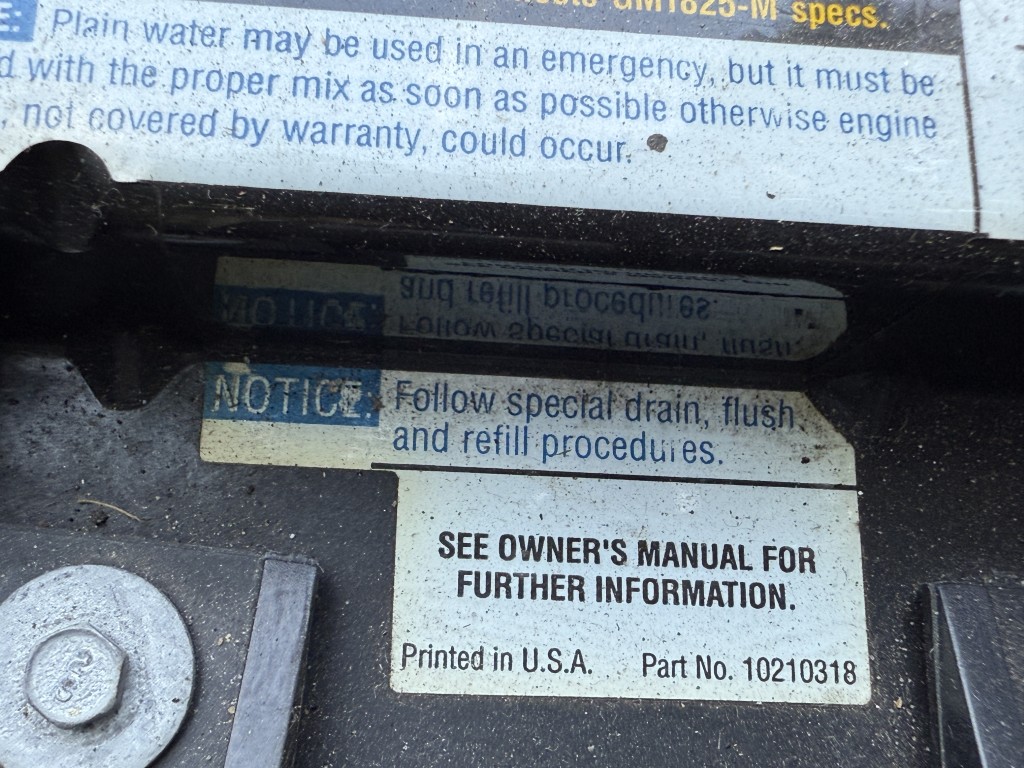 GM1825-M specs.
E: Plain water may be used in an emergency, but it must be
d with the proper mix as soon as possible otherwise engine
, not covered by warranty, could occur.
NOTICE: Follow special drain, flush,
and refill procedures.
SEE OWNER'S MANUAL FOR
FURTHER INFORMATION.
Printed in U.S.A. Part No. 10210318